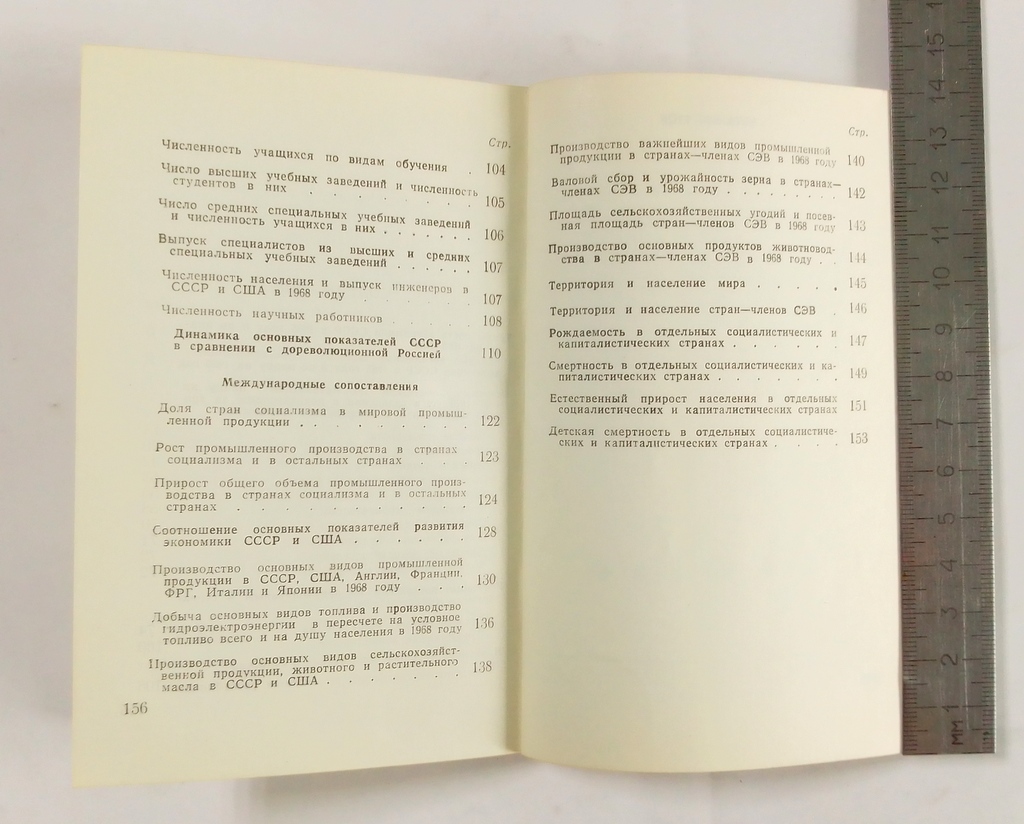 Стр.
Численность учащихся по видам обучения . 104
Число высших учебных заведений и численность
студентов в них . . . . . . 105
Число средних специальных учебных заведений
и численность учащихся в них . . . . . . . 106
Выпуск специалистов из высших и средних
специальных учебных заведений . . . . . . 107
Численность населения и выпуск инженеров в
СССР и США в 1968 году . . . . . . 107
Численность научных работников . . . . . 108
Динамика основных показателей СССР
в сравнении с дореволюционной Россией 110
Международные сопоставления
Доля стран социализма в мировой промыш-
ленной продукции . . . . . . . . 122
Рост промышленного производства в странах
социализма и в остальных странах . . . 123
Прирост общего объема промышленного произ-
водства в странах социализма и в остальных
странах . . . . . . . . . . . 124
Соотношение основных показателей развития
экономики СССР и США . . . . . . 128
Производство основных видов промышленной
продукции в СССР, США, Англии, Франции,
ФРГ, Италии и Японии в 1968 году . . . 130
Добыча основных видов топлива и производство
гидроэлектроэнергии в пересчете на условное
топливо всего и на душу населения в 1968 году 136
Производство основных видов сельскохозяйст-
венной продукции, животного и растительного
масла в СССР и США . . . . . . . 138
156
Стр.
Производство важнейших видов промышленной
продукции в странах—членах СЭВ в 1968 году 140
Валовой сбор и урожайность зерна в странах—
членах СЭВ в 1968 году . . . . . . . . 142
Площадь сельскохозяйственных угодий и посев-
ная площадь стран—членов СЭВ в 1968 году 143
Производство основных продуктов животновод-
ства в странах—членах СЭВ в 1968 году . . 144
Территория и население мира . . . . . 145
Территория и население стран—членов СЭВ . 146
Рождаемость в отдельных социалистических и
капиталистических странах . . . . . . 147
Смертность в отдельных социалистических и ка-
питалистических странах . . . . . . . 149
Естественный прирост населения в отдельных
социалистических и капиталистических странах 151
Детская смертность в отдельных социалистиче-
ских и капиталистических странах . . . . 153
мм 1 2 3 4 5 6 7 8 9 10 11 12 13 14 15